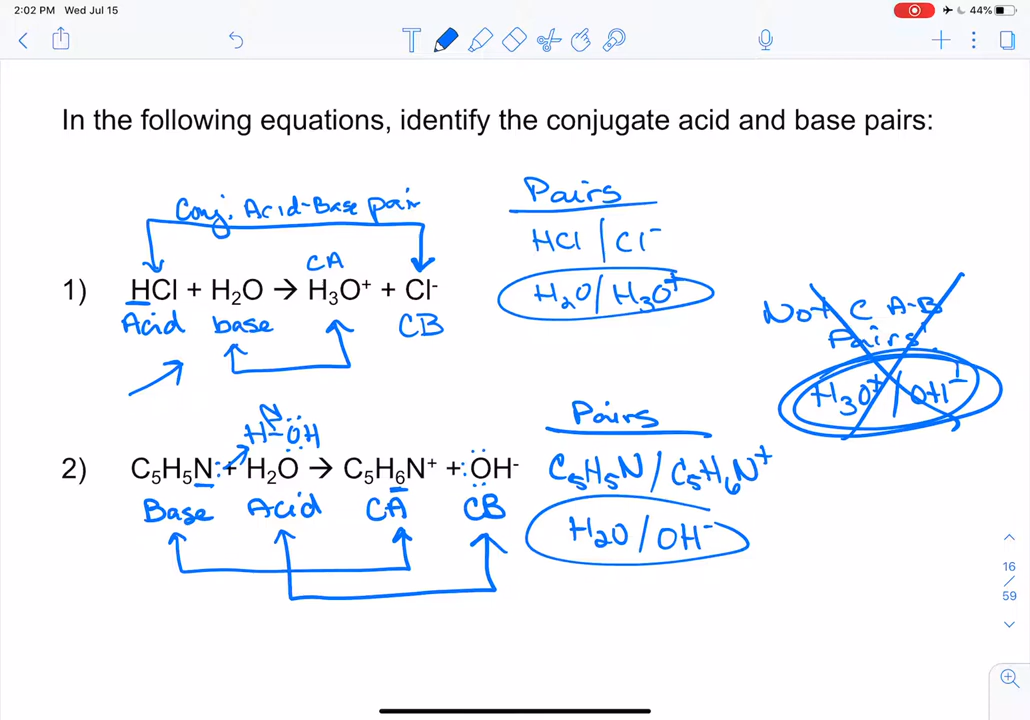 2:02 PM Wed Jul 15
44%
In the following equations, identify the conjugate acid and base pairs:
Conj. Acid-Base pair
Pairs
HCl / Cl⁻
CA
1) HCl + H₂O → H₃O⁺ + Cl⁻
H₂O / H₃O⁺
Acid base CB
Not C A-B
Pairs!
H₃O⁺ / OH⁻
H-ÖH
Pairs
2) C₅H₅N: + H₂O → C₅H₆N⁺ + :OH⁻
C₅H₅N / C₅H₆N⁺
Base Acid CA CB
H₂O / OH⁻
16
/
59